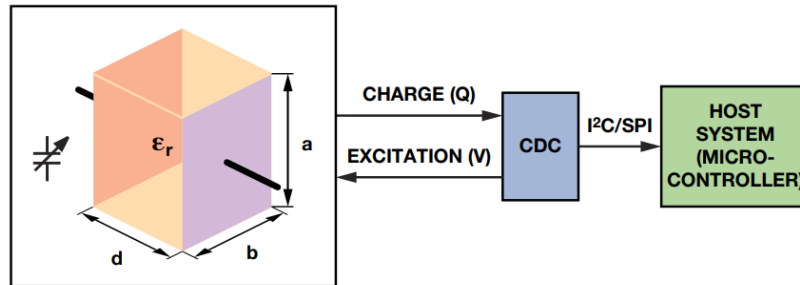 εr
a
d
b
CHARGE (Q)
EXCITATION (V)
CDC
I²C/SPI
HOST
SYSTEM
(MICRO-
CONTROLLER)